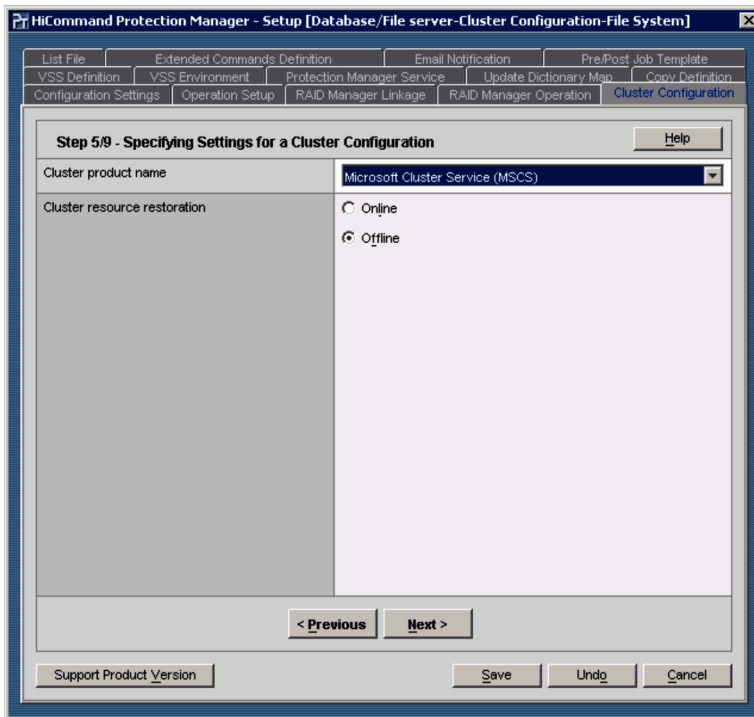 HiCommand Protection Manager - Setup [Database/File server-Cluster Configuration-File System]
List File
Extended Commands Definition
Email Notification
Pre/Post Job Template
VSS Definition
VSS Environment
Protection Manager Service
Update Dictionary Map
Copy Definition
Configuration Settings
Operation Setup
RAID Manager Linkage
RAID Manager Operation
Cluster Configuration
Step 5/9 - Specifying Settings for a Cluster Configuration
Help
Cluster product name
Microsoft Cluster Service (MSCS)
Cluster resource restoration
Online
Offline
< Previous
Next >
Support Product Version
Save
Undo
Cancel